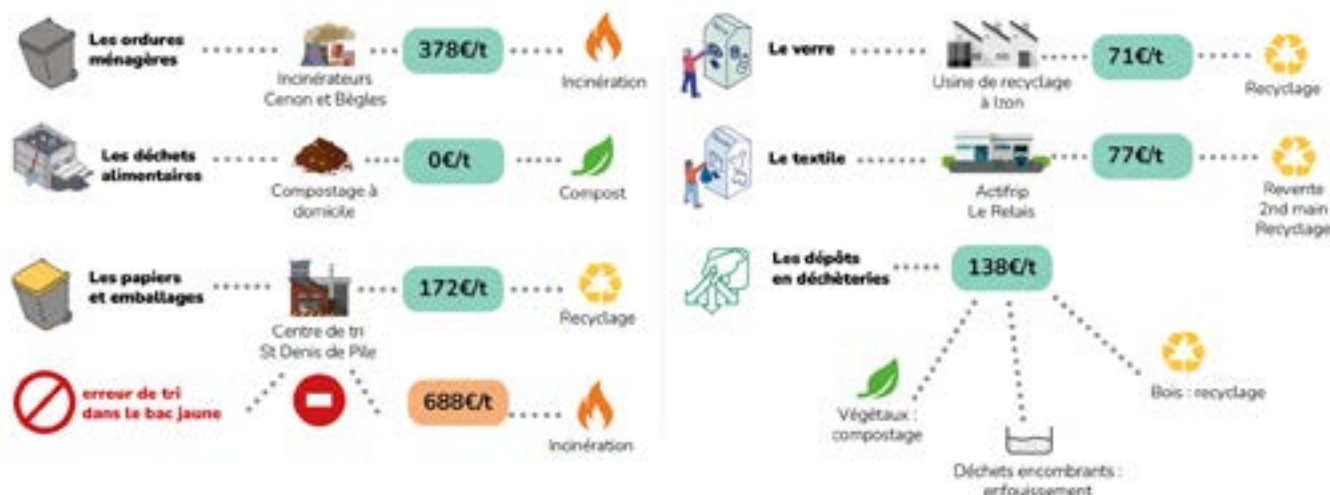 Les ordures
ménagères
Incinérateurs
Cenon et Bègles
378€/t
Incinération
Les déchets
alimentaires
Compostage à
domicile
0€/t
Compost
Les papiers
et emballages
Centre de tri
St Denis de Pile
172€/t
Recyclage
erreur de tri
dans le bac jaune
688€/t
Incinération
Le verre
Usine de recyclage
à Izon
71€/t
Recyclage
Le textile
Actifrip
Le Relais
77€/t
Revente
2nd main
Recyclage
Les dépôts
en déchèteries
138€/t
Végétaux :
compostage
Déchets encombrants :
enfouissement
Bois : recyclage